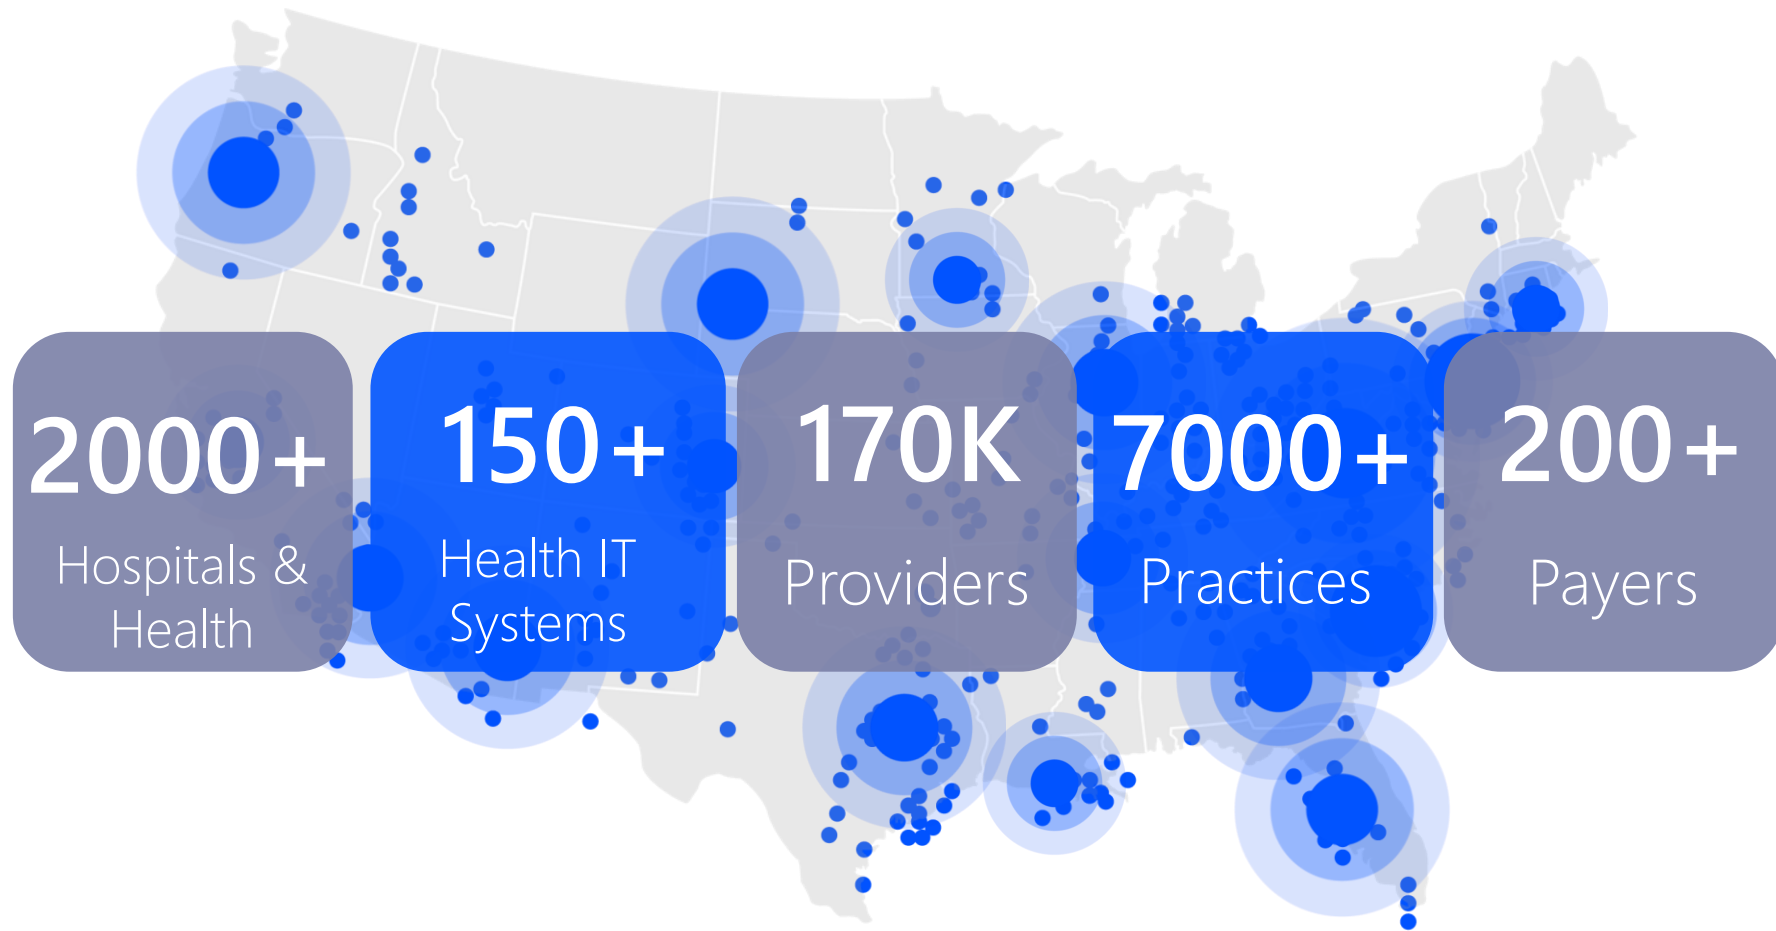 2000+
Hospitals &
Health
150+
Health IT
Systems
170K
Providers
7000+
Practices
200+
Payers